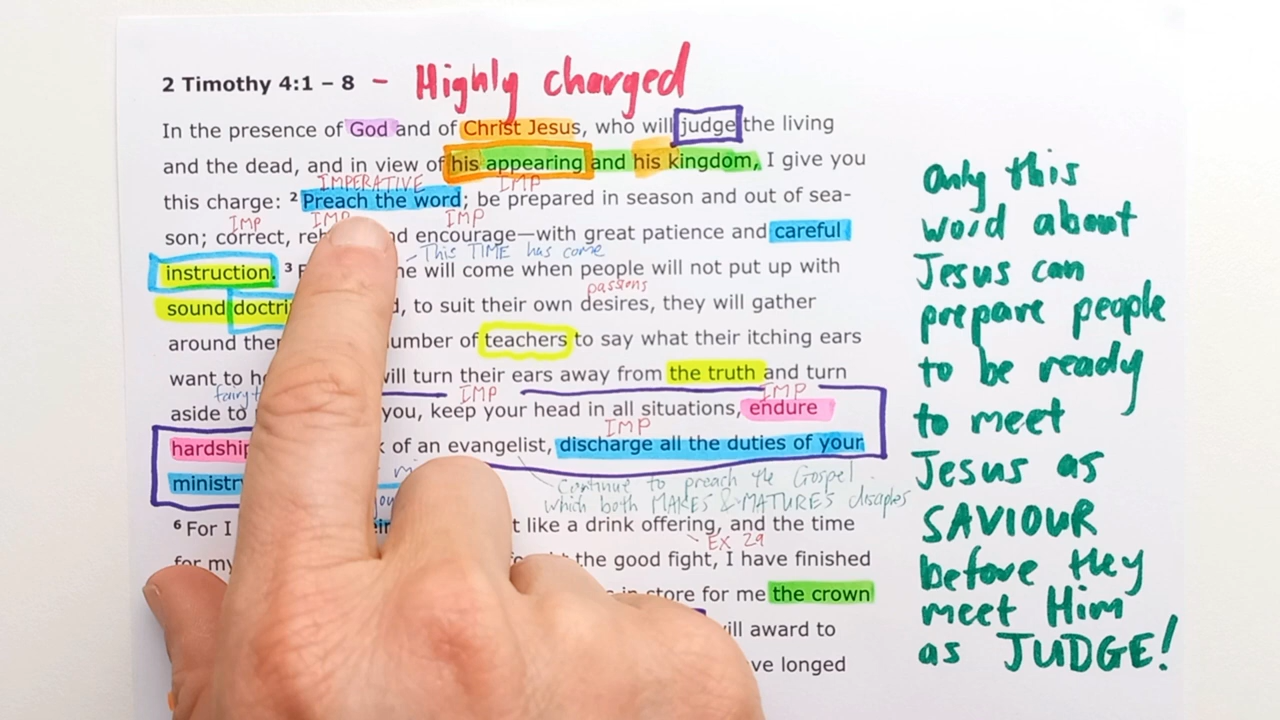 2 Timothy 4:1 – 8 – Highly charged
In the presence of God and of Christ Jesus, who will judge the living
and the dead, and in view of his appearing and his kingdom, I give you
IMPERATIVE IMP
this charge: 2 Preach the word; be prepared in season and out of sea-
IMP IMP IMP
son; correct, encourage—with great patience and careful
This TIME has come
instruction. 3 will come when people will not put up with
passions
sound to suit their own desires, they will gather
around number of teachers to say what their itching ears
want to will turn their ears away from the truth and turn
IMP IMP
aside to you, keep your head in all situations, endure
IMP
hardship of an evangelist, discharge all the duties of your
Continue to preach the Gospel
ministry
which both MAKES & MATURES disciples
6 For I like a drink offering, and the time
EX 29
for my the good fight, I have finished
in store for me the crown
will award to
longed
Only this
word about
Jesus can
prepare people
to be ready
to meet
Jesus as
SAVIOUR
before they
meet Him
as JUDGE!